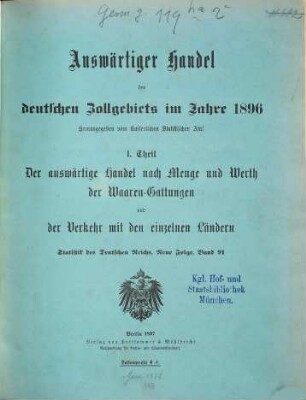 Germ. g. 119 ha 2
Auswärtiger Handel
des
deutschen Zollgebiets im Jahre 1896
Herausgegeben vom Kaiserlichen Statistischen Amt
I. Theil
Der auswärtige Handel nach Menge und Werth
der Waaren-Gattungen
und
der Verkehr mit den einzelnen Ländern
Statistik des Deutschen Reichs, Neue Folge, Band 91
Kgl. Hof- und
Staatsbibliothek
München.
Berlin 1897
Verlag von Puttkammer & Mühlbrecht